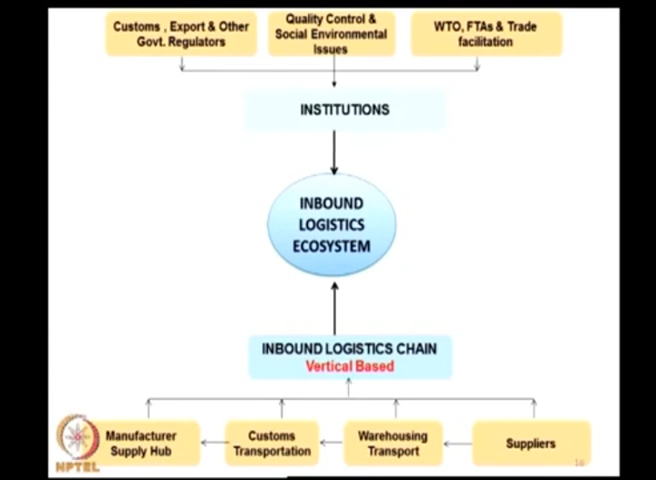 Customs , Export & Other
Govt. Regulators
Quality Control &
Social Environmental
Issues
WTO, FTAs & Trade
facilitation
INSTITUTIONS
INBOUND
LOGISTICS
ECOSYSTEM
INBOUND LOGISTICS CHAIN
Vertical Based
Manufacturer
Supply Hub
Customs
Transportation
Warehousing
Transport
Suppliers
NPTEL
16